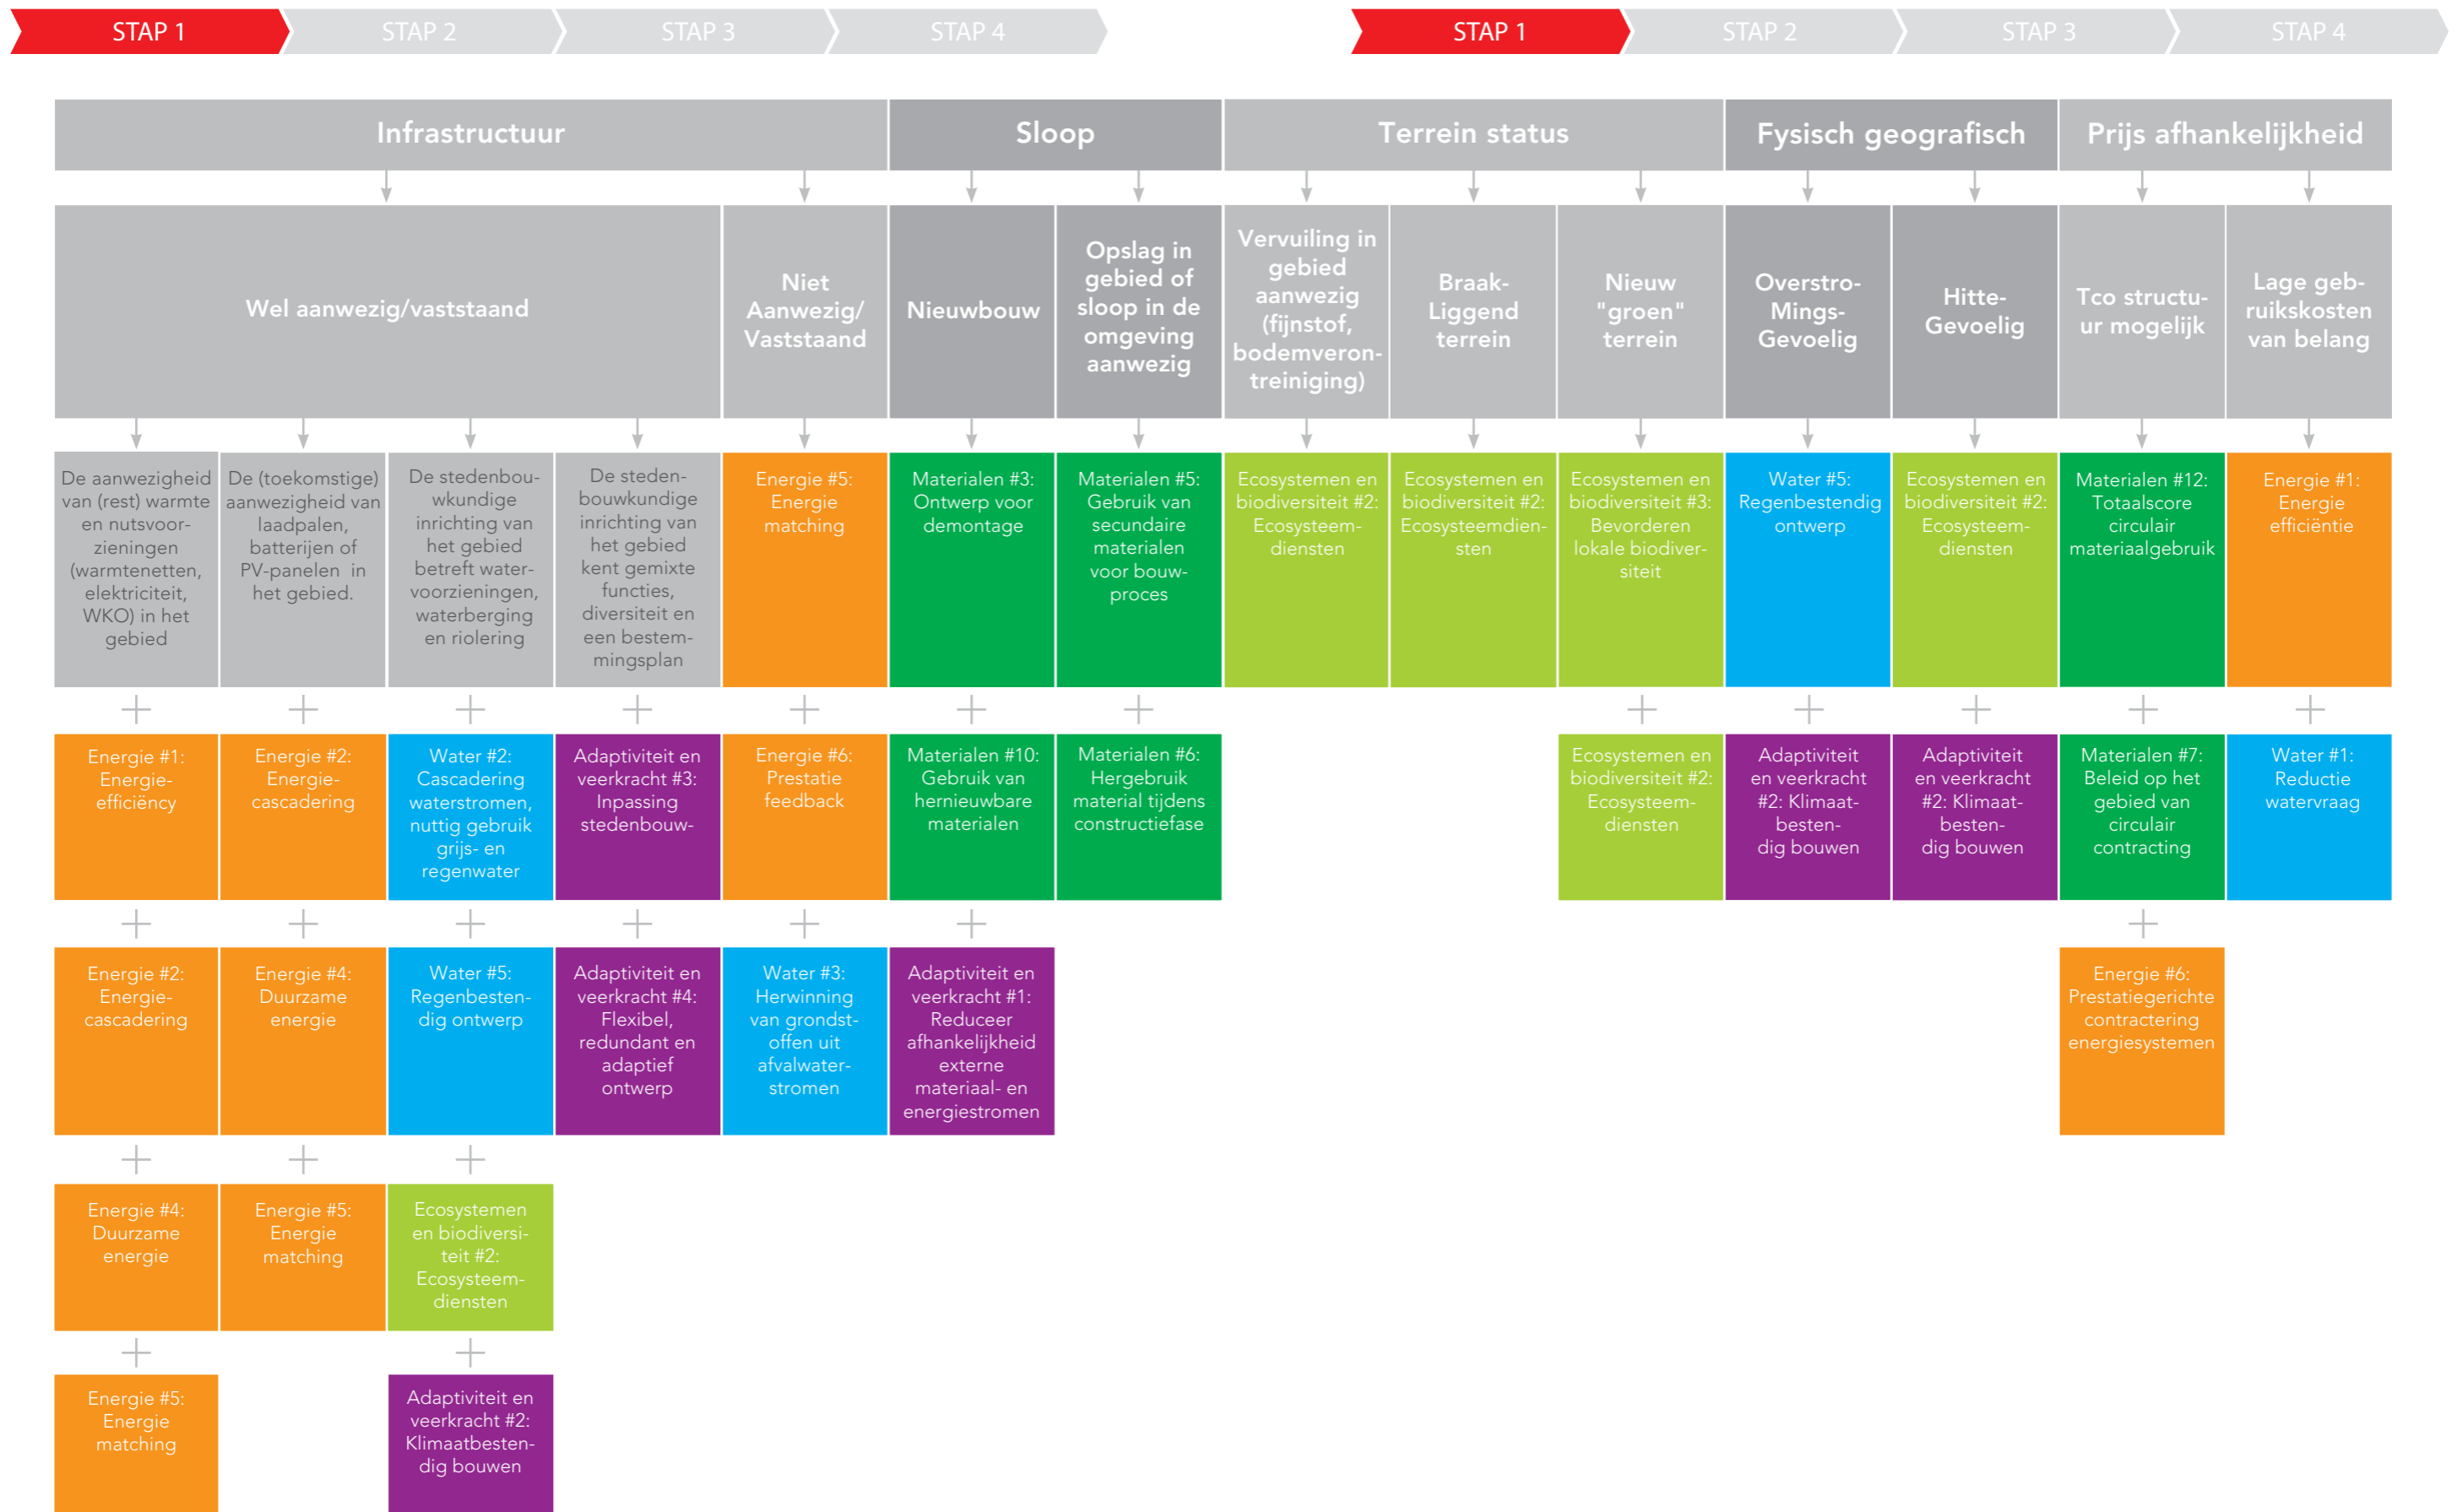 STAP 1
STAP 2
STAP 3
STAP 4
STAP 1
STAP 2
STAP 3
STAP 4
Infrastructuur
Sloop
Terrein status
Fysisch geografisch
Prijs afhankelijkheid
Wel aanwezig/vaststaand
Niet
Aanwezig/
Vaststaand
Nieuwbouw
Opslag in
gebied of
sloop in de
omgeving
aanwezig
Vervuiling in
gebied
aanwezig
(fijnstof,
bodemveron-
treiniging)
Braak-
Liggend
terrein
Nieuw
"groen"
terrein
Overstro-
Mings-
Gevoelig
Hitte-
Gevoelig
Tco structu-
ur mogelijk
Lage geb-
ruikskosten
van belang
De aanwezigheid
van (rest) warmte
en nutsvoor-
zieningen
(warmtenetten,
elektriciteit,
WKO) in het
gebied
De (toekomstige)
aanwezigheid van
laadpalen,
batterijen of
PV-panelen in
het gebied.
De stedenbou-
wkundige
inrichting van
het gebied
betreft water-
voorzieningen,
waterberging
en riolering
De steden-
bouwkundige
inrichting van
het gebied
kent gemixte
functies,
diversiteit en
een bestem-
mingsplan
Energie #5:
Energie
matching
Materialen #3:
Ontwerp voor
demontage
Materialen #5:
Gebruik van
secundaire
materialen
voor bouw-
proces
Ecosystemen en
biodiversiteit #2:
Ecosysteem-
diensten
Ecosystemen en
biodiversiteit #2:
Ecosysteemdien-
sten
Ecosystemen en
biodiversiteit #3:
Bevorderen
lokale biodiver-
siteit
Water #5:
Regenbestendig
ontwerp
Ecosystemen en
biodiversiteit #2:
Ecosysteem-
diensten
Materialen #12:
Totaalscore
circulair
materiaalgebruik
Energie #1:
Energie
efficiëntie
Energie #1:
Energie-
efficiëncy
Energie #2:
Energie-
cascadering
Water #2:
Cascadering
waterstromen,
nuttig gebruik
grijs- en
regenwater
Adaptiviteit en
veerkracht #3:
Inpassing
stedenbouw-
Energie #6:
Prestatie
feedback
Materialen #10:
Gebruik van
hernieuwbare
materialen
Materialen #6:
Hergebruik
material tijdens
constructiefase
Ecosystemen en
biodiversiteit #2:
Ecosysteem-
diensten
Adaptiviteit
en veerkracht
#2: Klimaat-
besten-
dig bouwen
Adaptiviteit
en veerkracht
#2: Klimaat-
besten-
dig bouwen
Materialen #7:
Beleid op het
gebied van
circulair
contracting
Water #1:
Reductie
watervraag
Energie #2:
Energie-
cascadering
Energie #4:
Duurzame
energie
Water #5:
Regenbesten-
dig ontwerp
Adaptiviteit en
veerkracht #4:
Flexibel,
redundant en
adaptief
ontwerp
Water #3:
Herwinning
van grondst-
offen uit
afvalwater-
stromen
Adaptiviteit en
veerkracht #1:
Reduceer
afhankelijkheid
externe
materiaal- en
energiestromen
Energie #6:
Prestatiegerichte
contractering
energiesystemen
Energie #4:
Duurzame
energie
Energie #5:
Energie
matching
Ecosystemen
en biodiversi-
teit #2:
Ecosysteem-
diensten
Energie #5:
Energie
matching
Adaptiviteit en
veerkracht #2:
Klimaatbesten-
dig bouwen